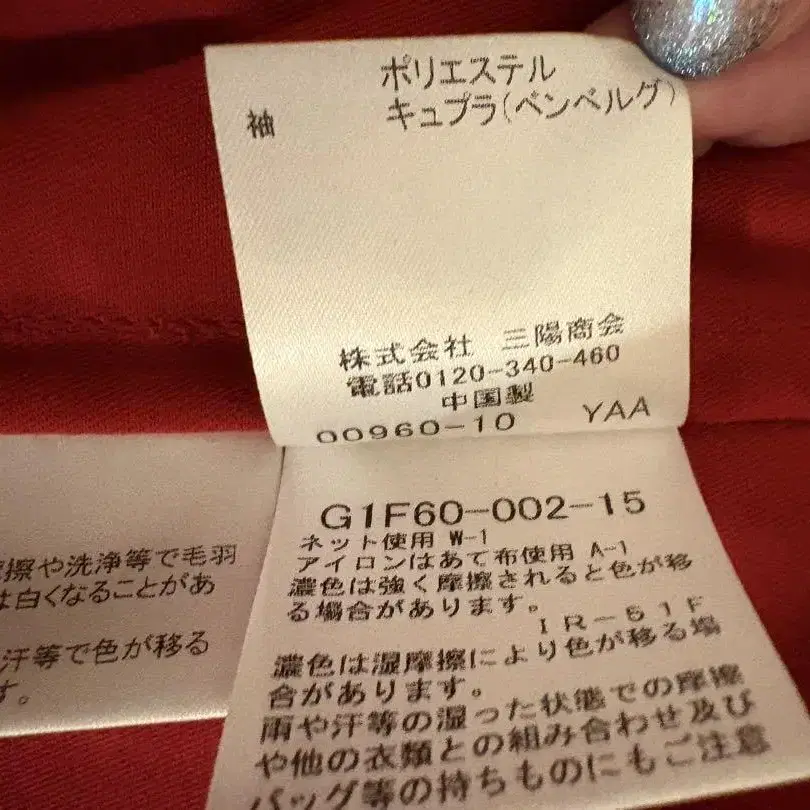 ポリエステル
袖 キュプラ(ベンベルグ)
株式会社 三陽商会
電話0120-340-460
中国製
00960-10 YAA
G1F60-002-15
ネット使用 W-1
アイロンはあて布使用 A-1
濃色は強く摩擦されると色が移
る場合があります。
IR-51F
濃色は湿摩擦により色が移る場
合があります。
雨や汗等の湿った状態での摩擦
や他の衣類との組み合わせ及び
バッグ等の持ちものにもご注意
摩擦や洗浄等で毛羽
は白くなることがあ
汗等で色が移る
す。